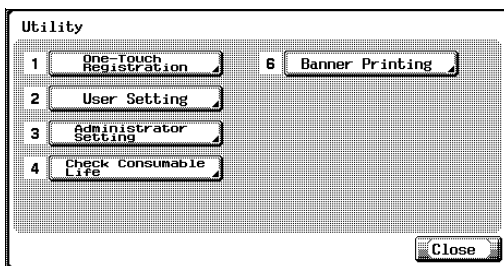 Utility
1 One-Touch
Registration
2 User Setting
3 Administrator
Setting
4 Check Consumable
Life
6 Banner Printing
Close